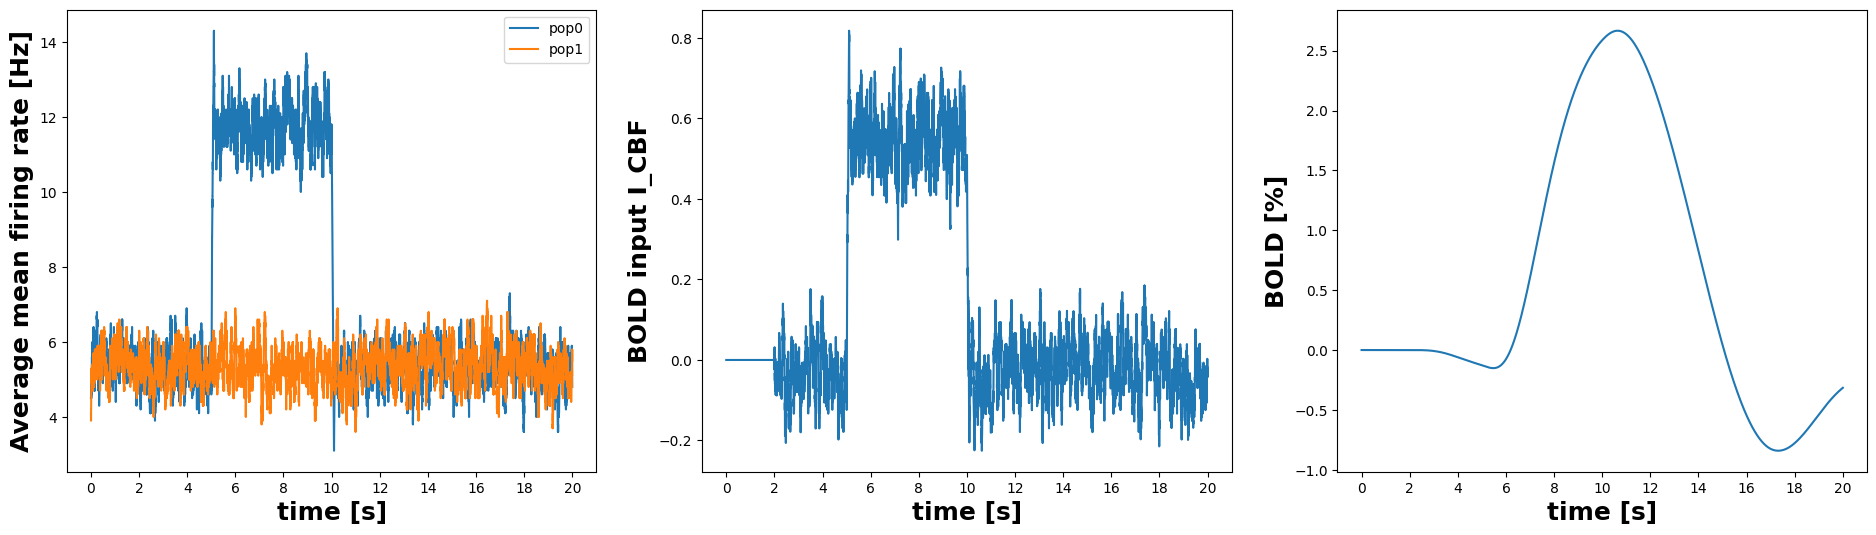 Average mean firing rate [Hz]
14
12
10
8
6
4
pop0
pop1
0 2 4 6 8 10 12 14 16 18 20
time [s]
BOLD input I_CBF
0.8
0.6
0.4
0.2
0.0
−0.2
0 2 4 6 8 10 12 14 16 18 20
time [s]
BOLD [%]
2.5
2.0
1.5
1.0
0.5
0.0
−0.5
−1.0
0 2 4 6 8 10 12 14 16 18 20
time [s]